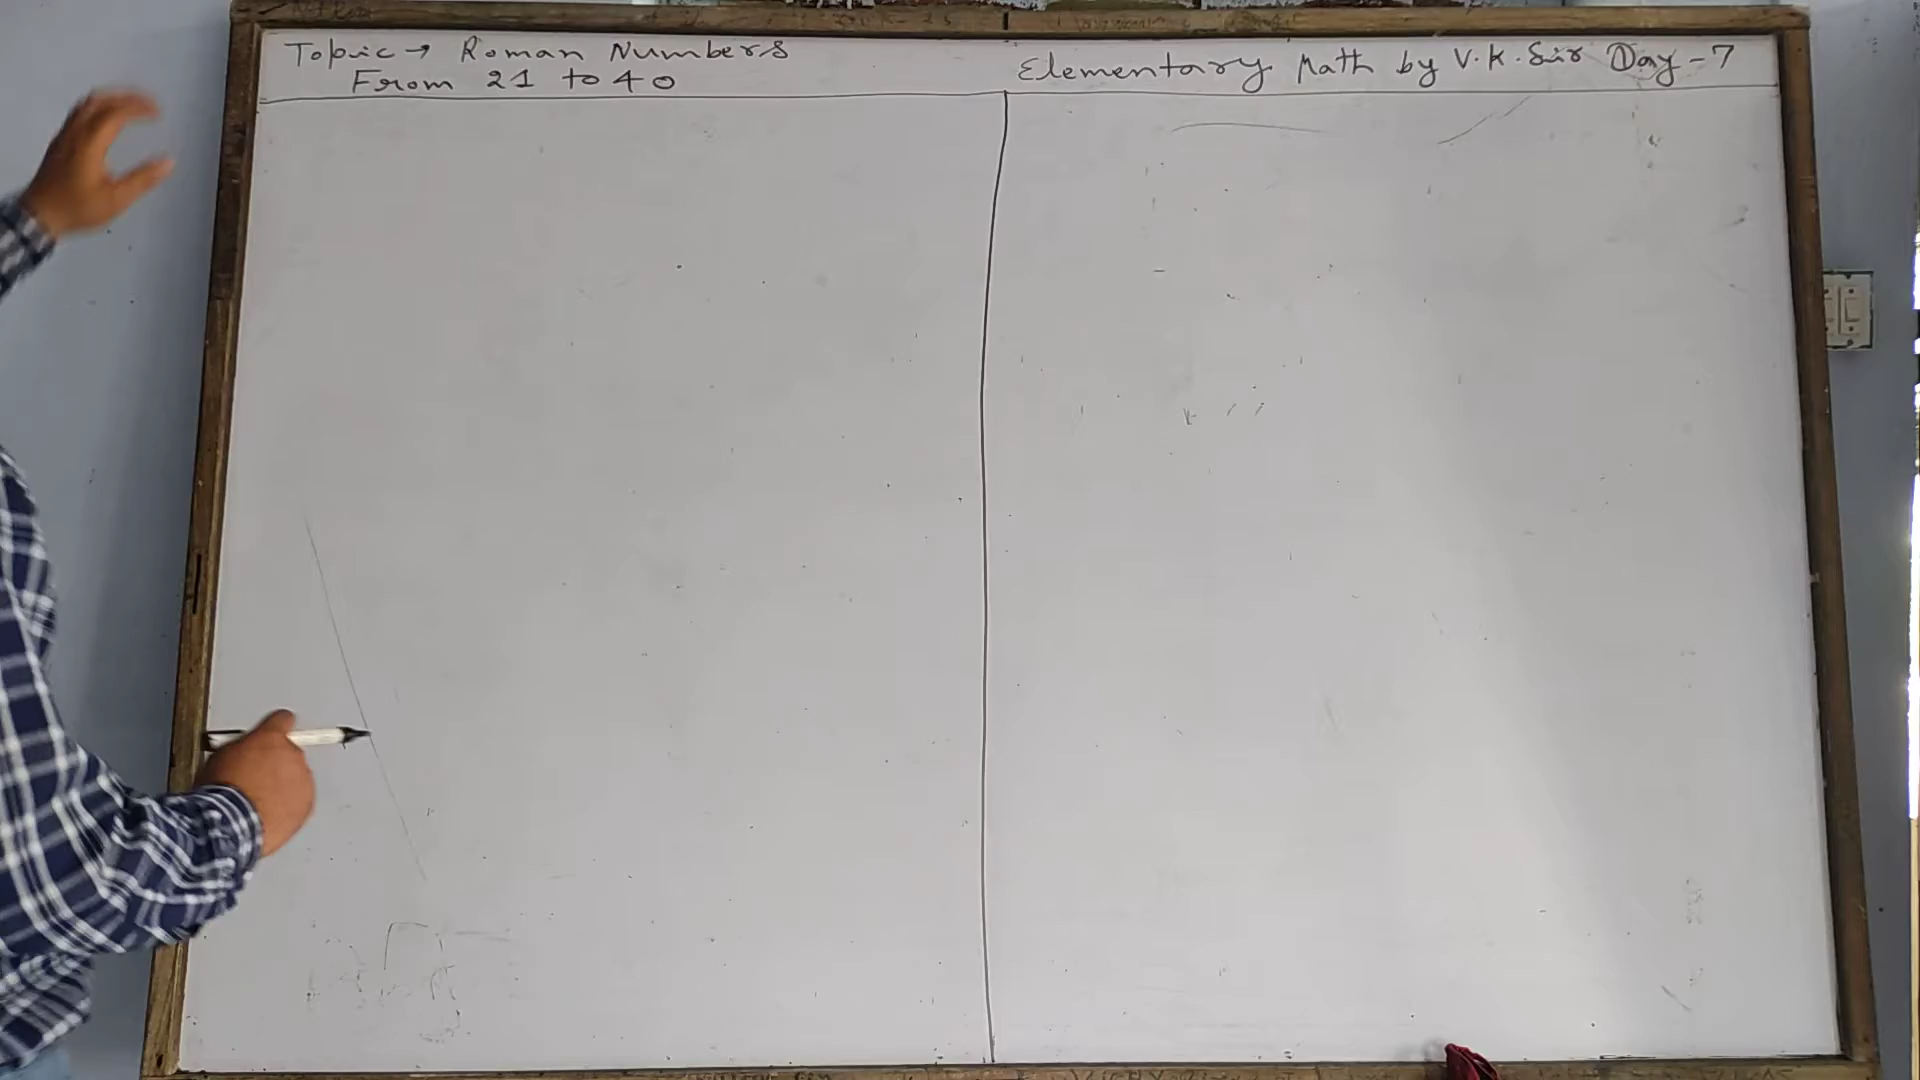 Topic → Roman Numbers
From 21 to 40
Elementary Math by V.K. Sir Day-7